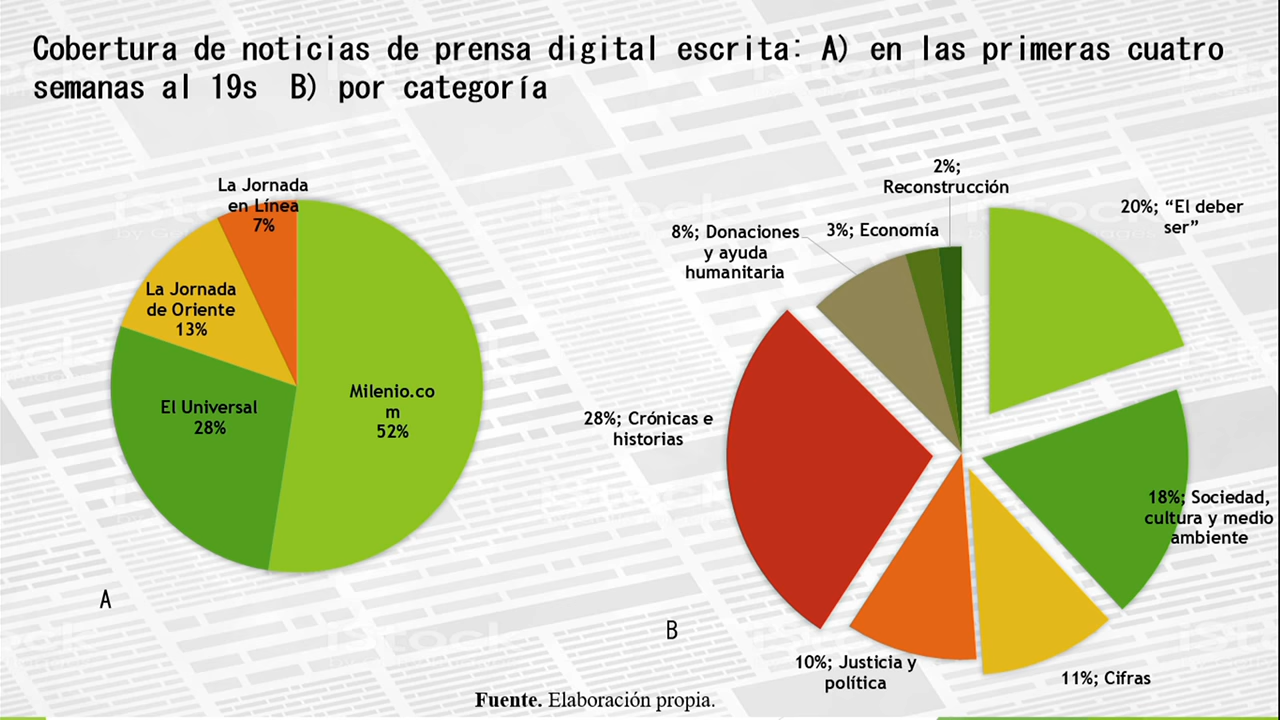 Cobertura de noticias de prensa digital escrita: A) en las primeras cuatro
semanas al 19s  B) por categoría
La Jornada
en Línea
7%
La Jornada
de Oriente
13%
El Universal
28%
Milenio.co
m
52%
A
2%;
Reconstrucción
20%; “El deber
ser”
8%; Donaciones
y ayuda
humanitaria
3%; Economía
28%; Crónicas e
historias
18%; Sociedad,
cultura y medio
ambiente
B
10%; Justicia y
política
11%; Cifras
Fuente. Elaboración propia.